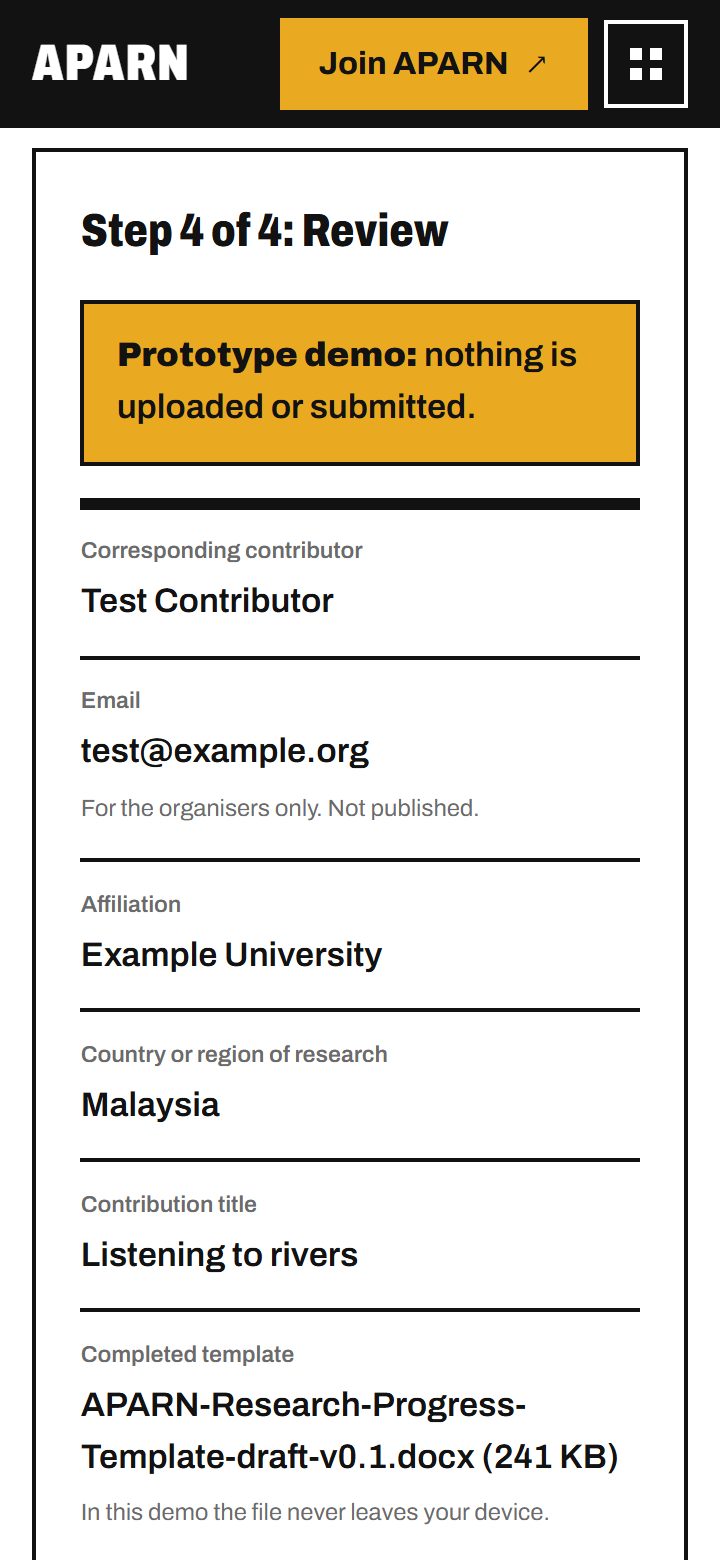 APARN
Join APARN ↗
Step 4 of 4: Review
Prototype demo: nothing is
uploaded or submitted.
Corresponding contributor
Test Contributor
Email
test@example.org
For the organisers only. Not published.
Affiliation
Example University
Country or region of research
Malaysia
Contribution title
Listening to rivers
Completed template
APARN-Research-Progress-
Template-draft-v0.1.docx (241 KB)
In this demo the file never leaves your device.